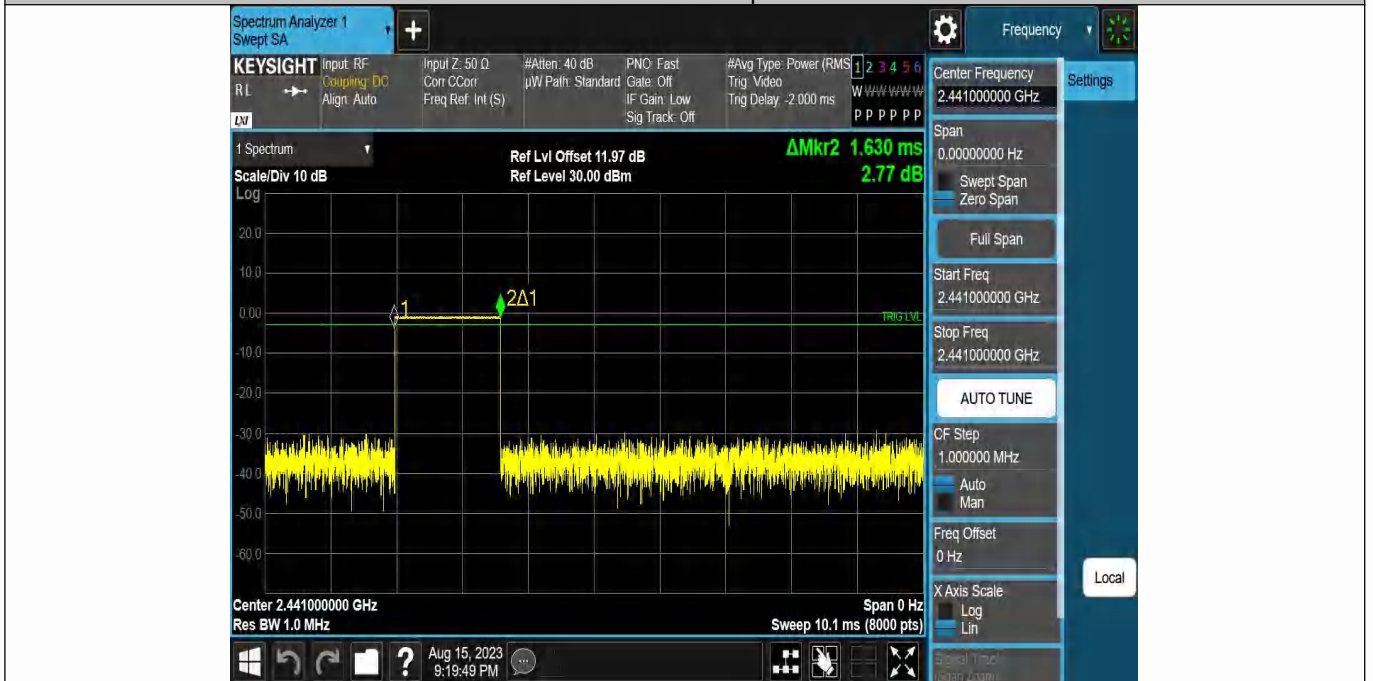 Spectrum Analyzer 1
Swept SA
+
Frequency
KEYSIGHT
RL
LXI
Input: RF
Coupling: DC
Align: Auto
Input Z: 50 Ω
Corr CCorr
Freq Ref: Int (S)
#Atten: 40 dB
µW Path: Standard
PNO: Fast
Gate: Off
IF Gain: Low
Sig Track: Off
#Avg Type: Power (RMS
Trig: Video
Trig Delay: -2.000 ms
1 2 3 4 5 6
W W W W W W
P P P P P P
Center Frequency
2.441000000 GHz
Settings
1 Spectrum
Scale/Div 10 dB
Log
Ref Lvl Offset 11.97 dB
Ref Level 30.00 dBm
ΔMkr2 1.630 ms
2.77 dB
Span
0.00000000 Hz
Swept Span
Zero Span
Full Span
Start Freq
2.441000000 GHz
Stop Freq
2.441000000 GHz
AUTO TUNE
CF Step
1.000000 MHz
Auto
Man
Freq Offset
0 Hz
X Axis Scale
Log
Lin
Signal Track
(Span Zoom)
Local
20.0
10.0
0.00
-10.0
-20.0
-30.0
-40.0
-50.0
-60.0
1
2Δ1
TRIG LVL
Center 2.441000000 GHz
Res BW 1.0 MHz
Span 0 Hz
Sweep 10.1 ms (8000 pts)
?
Aug 15, 2023
9:19:49 PM